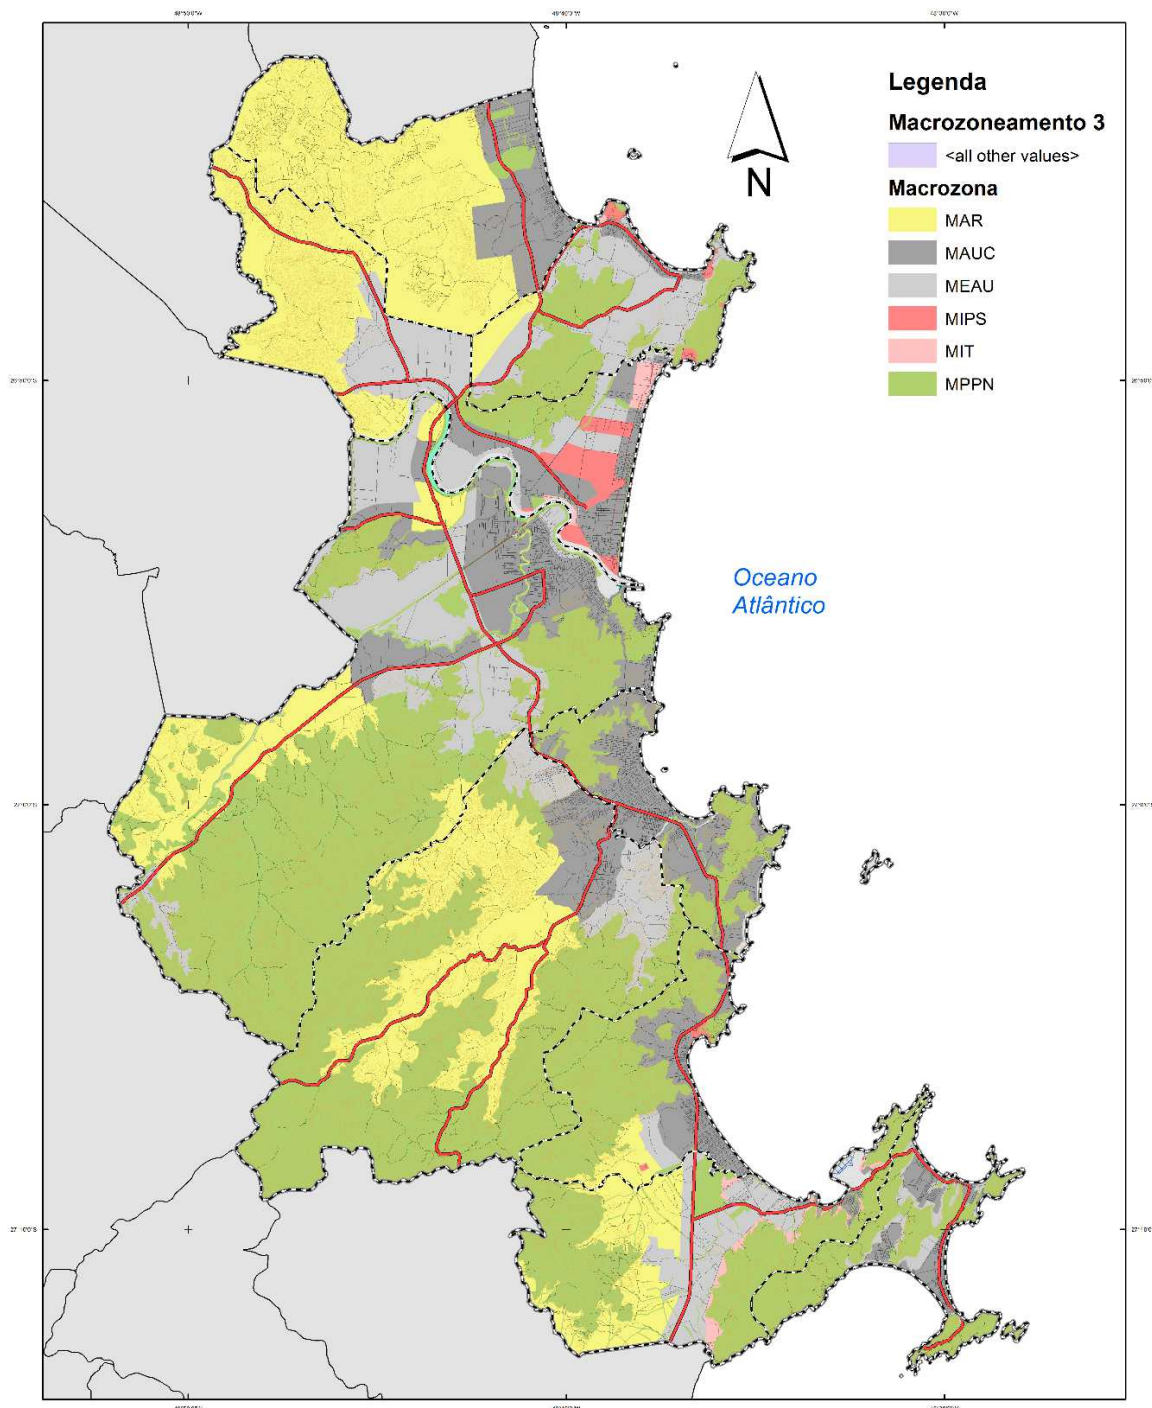 Legenda
Macrozoneamento 3
<all other values>
Macrozona
MAR
MAUC
MEAU
MIPS
MIT
MPPN
N
Oceano
Atlântico